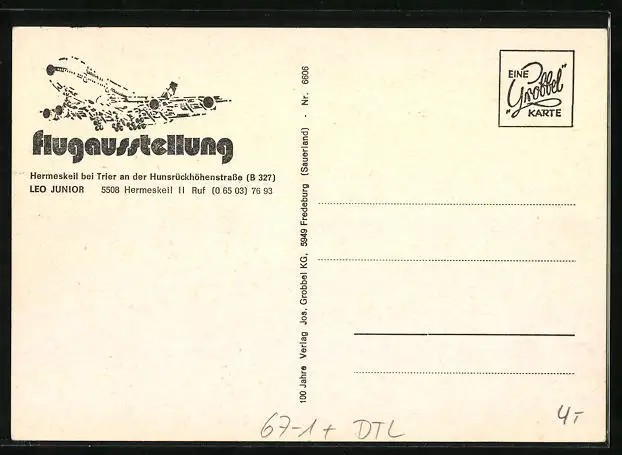 flugausstellung
Hermeskeil bei Trier an der Hunsrückhöhenstraße (B 327)
LEO JUNIOR 5508 Hermeskeil II Ruf (0 65 03) 76 93
100 Jahre Verlag Jos. Grobbel KG, 5949 Fredeburg (Sauerland) - Nr. 6606
EINE
"Grobbel"
KARTE
67-1+ DTL
4,-